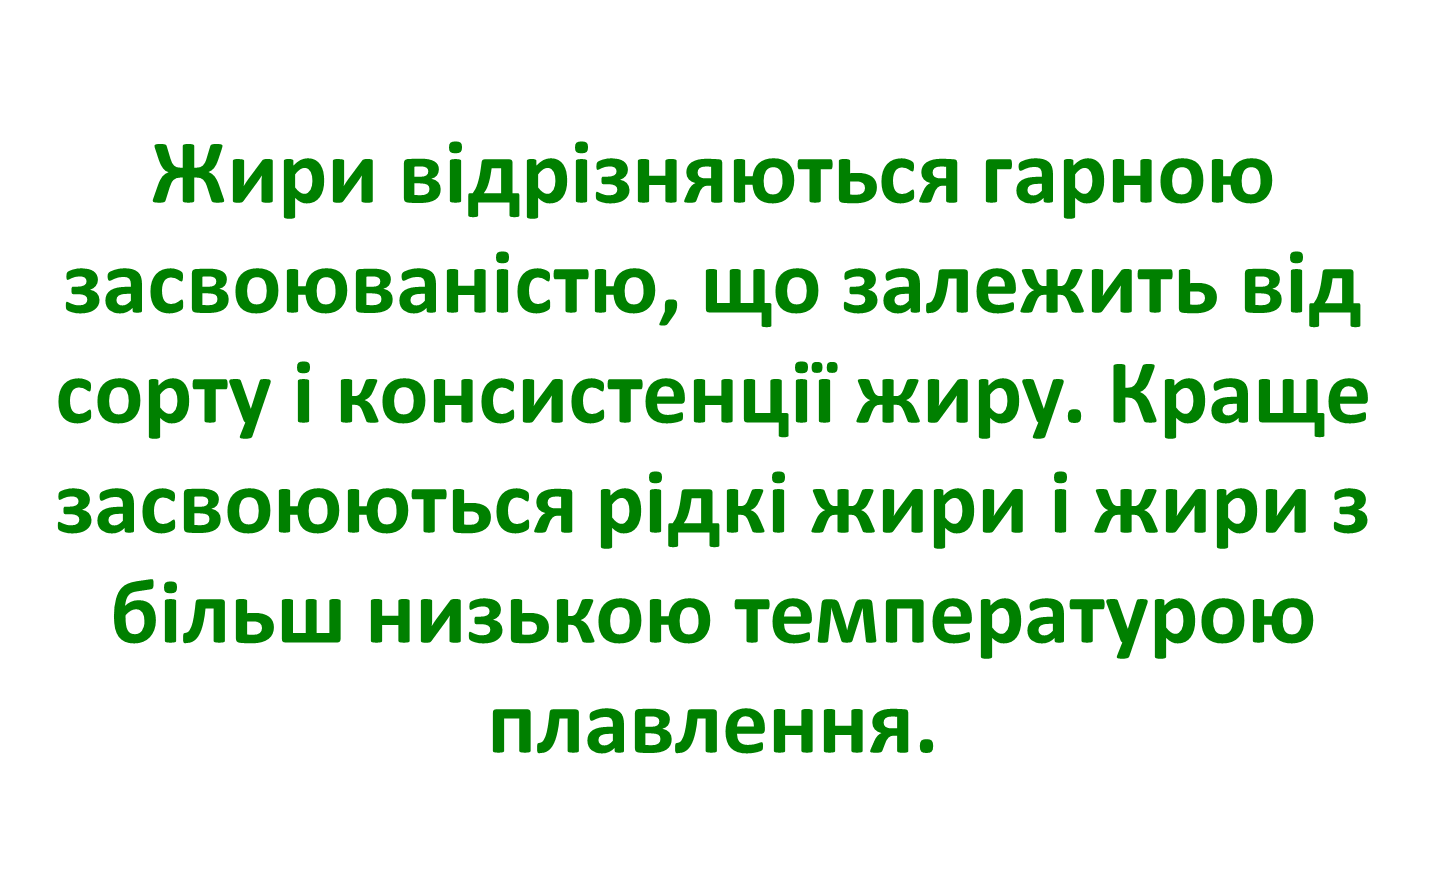 Жири відрізняються гарною
засвоюваністю, що залежить від
сорту і консистенції жиру. Краще
засвоюються рідкі жири і жири з
більш низькою температурою
плавлення.